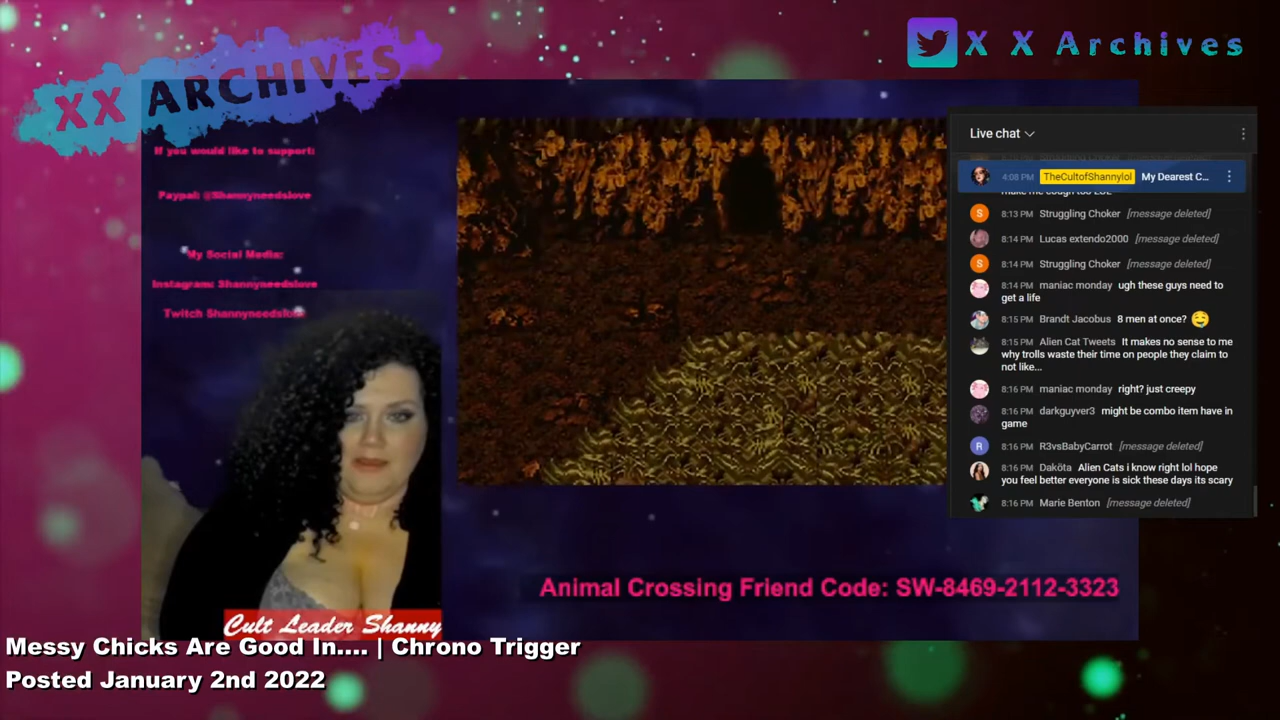 XX ARCHIVES
X X Archives
If you would like to support:
Paypal: @Shannyneedslove
My Social Media:
Instagram: Shannyneedslove
Twitch Shannyneedslove
Cult Leader Shanny
Live chat
4:08 PM TheCultofShannylol My Dearest C...
make me cough too LOL
8:13 PM Struggling Choker [message deleted]
8:14 PM Lucas extendo2000 [message deleted]
8:14 PM Struggling Choker [message deleted]
8:14 PM maniac monday ugh these guys need to
get a life
8:15 PM Brandt Jacobus 8 men at once? 🤤
8:15 PM Alien Cat Tweets It makes no sense to me
why trolls waste their time on people they claim to
not like...
8:16 PM maniac monday right? just creepy
8:16 PM darkguyver3 might be combo item have in
game
8:16 PM R3vsBabyCarrot [message deleted]
8:16 PM Daköta Alien Cats i know right lol hope
you feel better everyone is sick these days its scary
8:16 PM Marie Benton [message deleted]
Animal Crossing Friend Code: SW-8469-2112-3323
Messy Chicks Are Good In.... | Chrono Trigger
Posted January 2nd 2022